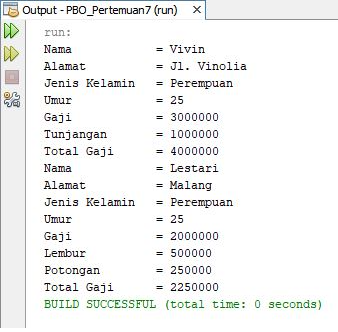 Output - PBO_Pertemuan7 (run) ×
run:
Nama = Vivin
Alamat = Jl. Vinolia
Jenis Kelamin = Perempuan
Umur = 25
Gaji = 3000000
Tunjangan = 1000000
Total Gaji = 4000000
Nama = Lestari
Alamat = Malang
Jenis Kelamin = Perempuan
Umur = 25
Gaji = 2000000
Lembur = 500000
Potongan = 250000
Total Gaji = 2250000
BUILD SUCCESSFUL (total time: 0 seconds)